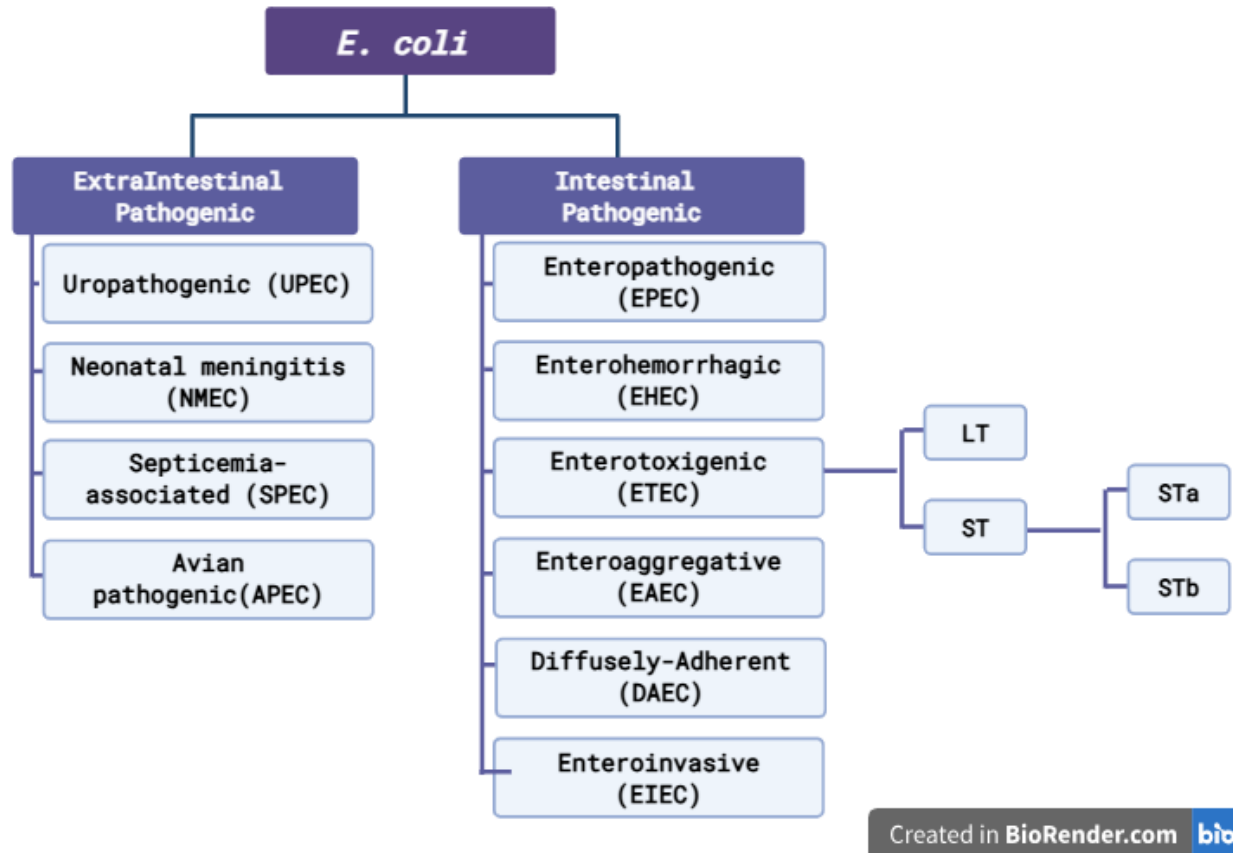 E. coli
ExtraIntestinal
Pathogenic
Uropathogenic (UPEC)
Neonatal meningitis
(NMEC)
Septicemia-
associated (SPEC)
Avian
pathogenic(APEC)
Intestinal
Pathogenic
Enteropathogenic
(EPEC)
Enterohemorrhagic
(EHEC)
Enterotoxigenic
(ETEC)
Enteroaggregative
(EAEC)
Diffusely-Adherent
(DAEC)
Enteroinvasive
(EIEC)
LT
ST
STa
STb
Created in BioRender.com bio